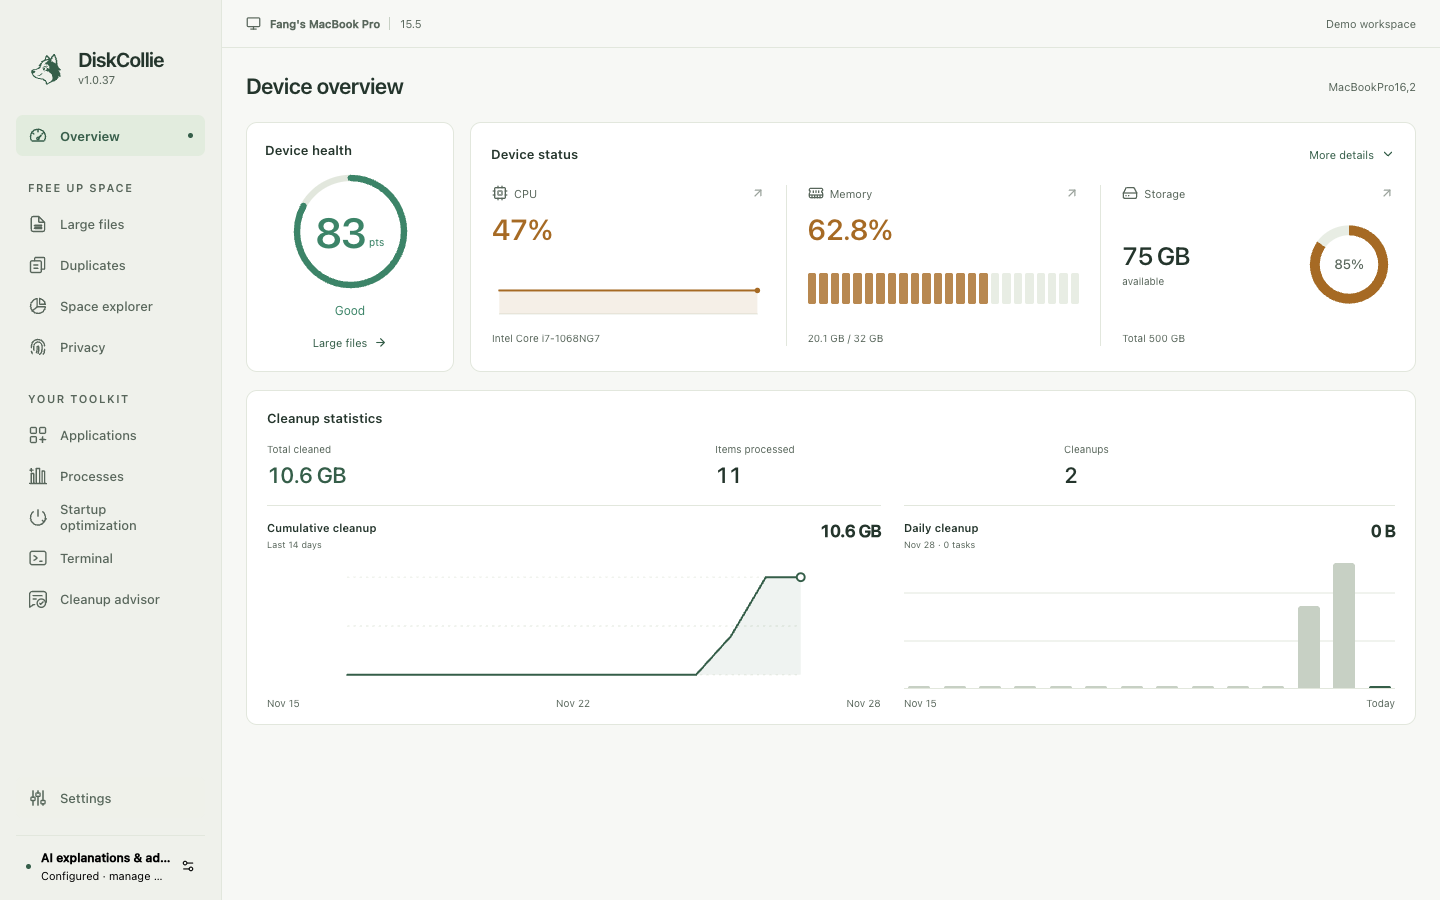 DiskCollie
v1.0.37
Overview
FREE UP SPACE
Large files
Duplicates
Space explorer
Privacy
YOUR TOOLKIT
Applications
Processes
Startup
optimization
Terminal
Cleanup advisor
Settings
AI explanations & ad...
Configured · manage ...
Fang's MacBook Pro
15.5
Demo workspace
Device overview
MacBookPro16,2
Device health
83 pts
Good
Large files
Device status
More details
CPU
47%
Intel Core i7-1068NG7
Memory
62.8%
20.1 GB / 32 GB
Storage
75 GB
available
85%
Total 500 GB
Cleanup statistics
Total cleaned
10.6 GB
Items processed
11
Cleanups
2
Cumulative cleanup
Last 14 days
10.6 GB
Nov 15
Nov 22
Nov 28
Daily cleanup
Nov 28 · 0 tasks
0 B
Nov 15
Today